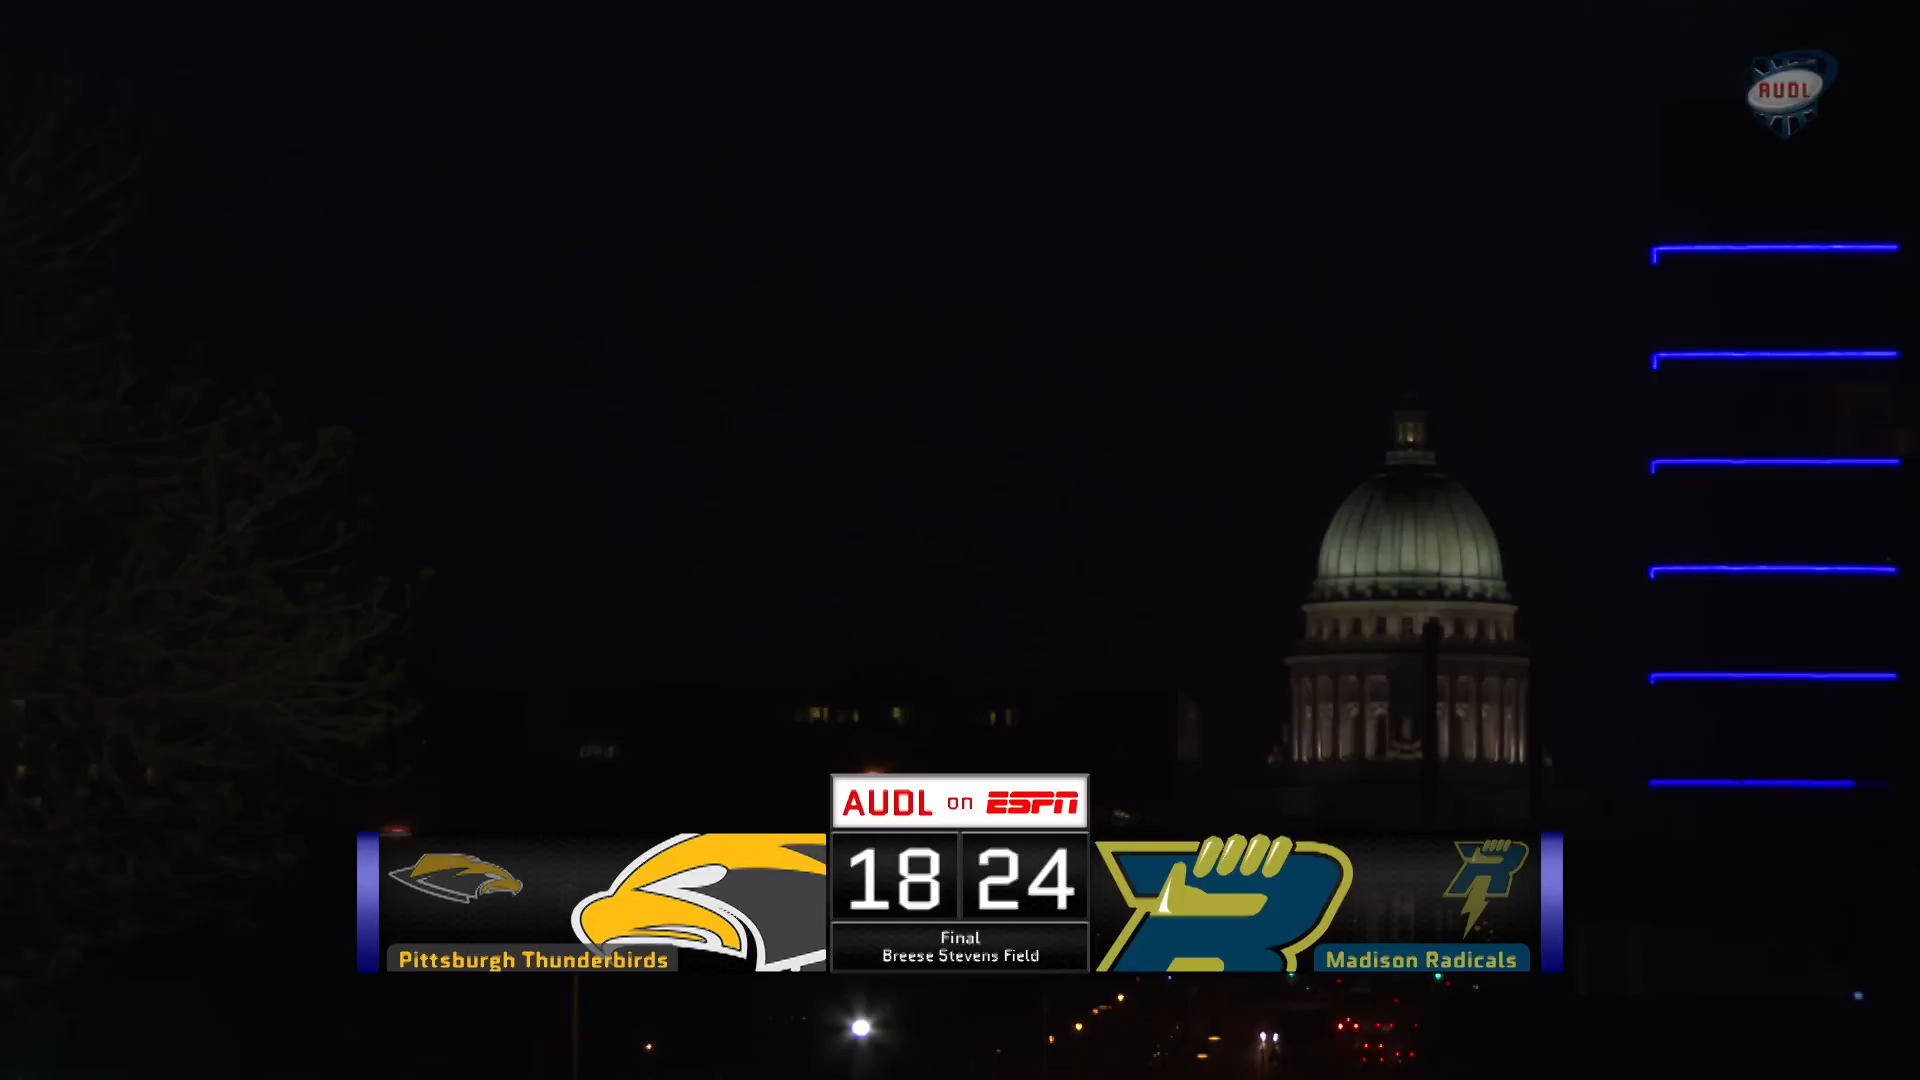 AUDL
AUDL on ESPN
18 24
Final
Breese Stevens Field
Pittsburgh Thunderbirds
Madison Radicals